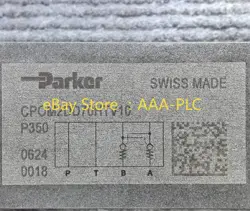 Parker
SWISS MADE
eBay Store AAA-PLC
P350
0624
0018
P T B A